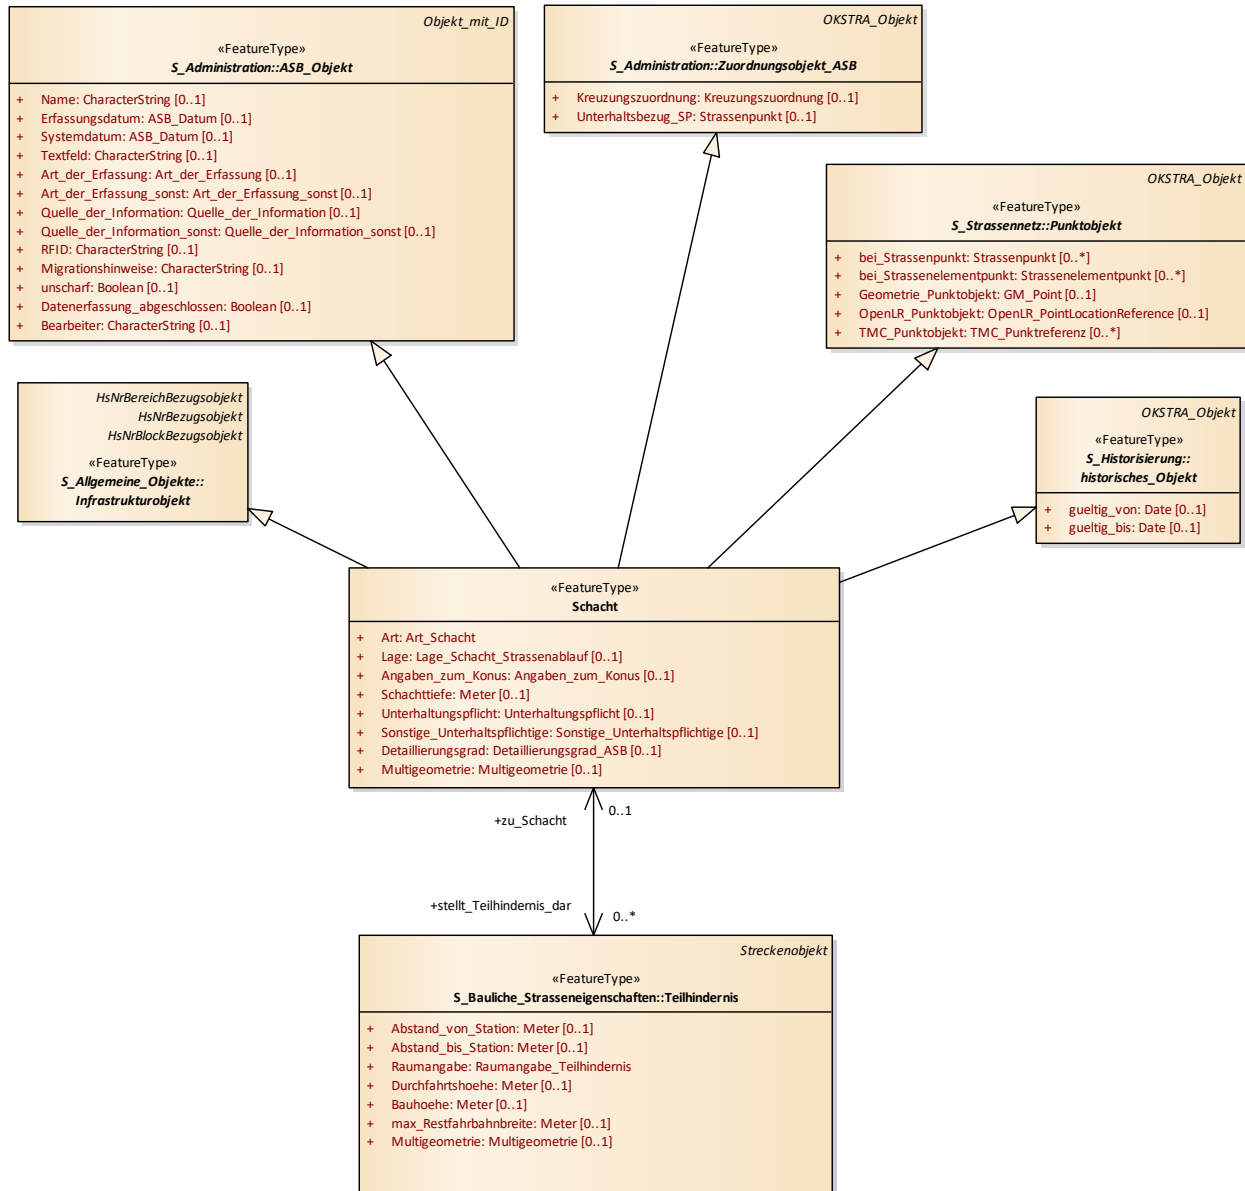 Objekt_mit_ID
«FeatureType»
S_Administration::ASB_Objekt
+ Name: CharacterString [0..1]
+ Erfassungsdatum: ASB_Datum [0..1]
+ Systemdatum: ASB_Datum [0..1]
+ Textfeld: CharacterString [0..1]
+ Art_der_Erfassung: Art_der_Erfassung [0..1]
+ Art_der_Erfassung_sonst: Art_der_Erfassung_sonst [0..1]
+ Quelle_der_Information: Quelle_der_Information [0..1]
+ Quelle_der_Information_sonst: Quelle_der_Information_sonst [0..1]
+ RFID: CharacterString [0..1]
+ Migrationshinweise: CharacterString [0..1]
+ unscharf: Boolean [0..1]
+ Datenerfassung_abgeschlossen: Boolean [0..1]
+ Bearbeiter: CharacterString [0..1]
OKSTRA_Objekt
«FeatureType»
S_Administration::Zuordnungsobjekt_ASB
+ Kreuzungszuordnung: Kreuzungszuordnung [0..1]
+ Unterhaltsbezug_SP: Strassenpunkt [0..1]
OKSTRA_Objekt
«FeatureType»
S_Strassennetz::Punktobjekt
+ bei_Strassenpunkt: Strassenpunkt [0..*]
+ bei_Strassenelementpunkt: Strassenelementpunkt [0..*]
+ Geometrie_Punktobjekt: GM_Point [0..1]
+ OpenLR_Punktobjekt: OpenLR_PointLocationReference [0..1]
+ TMC_Punktobjekt: TMC_Punktreferenz [0..*]
HsNrBereichBezugsobjekt
HsNrBezugsobjekt
HsNrBlockBezugsobjekt
«FeatureType»
S_Allgemeine_Objekte::
Infrastrukturobjekt
OKSTRA_Objekt
«FeatureType»
S_Historisierung::
historisches_Objekt
+ gueltig_von: Date [0..1]
+ gueltig_bis: Date [0..1]
«FeatureType»
Schacht
+ Art: Art_Schacht
+ Lage: Lage_Schacht_Strassenablauf [0..1]
+ Angaben_zum_Konus: Angaben_zum_Konus [0..1]
+ Schachttiefe: Meter [0..1]
+ Unterhaltungspflicht: Unterhaltungspflicht [0..1]
+ Sonstige_Unterhaltspflichtige: Sonstige_Unterhaltspflichtige [0..1]
+ Detaillierungsgrad: Detaillierungsgrad_ASB [0..1]
+ Multigeometrie: Multigeometrie [0..1]
0..1
+zu_Schacht
+stellt_Teilhindernis_dar
0..*
Streckenobjekt
«FeatureType»
S_Bauliche_Strasseneigenschaften::Teilhindernis
+ Abstand_von_Station: Meter [0..1]
+ Abstand_bis_Station: Meter [0..1]
+ Raumangabe: Raumangabe_Teilhindernis
+ Durchfahrtshoehe: Meter [0..1]
+ Bauhoehe: Meter [0..1]
+ max_Restfahrbahnbreite: Meter [0..1]
+ Multigeometrie: Multigeometrie [0..1]